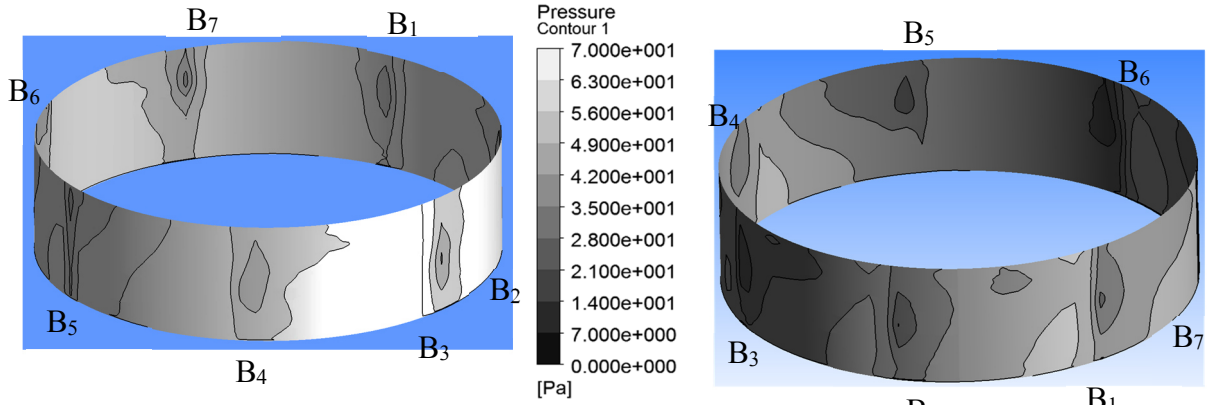 B₇
B₁
B₆
B₅
B₄
B₃
B₂
Pressure
Contour 1
7.000e+001
6.300e+001
5.600e+001
4.900e+001
4.200e+001
3.500e+001
2.800e+001
2.100e+001
1.400e+001
7.000e+000
0.000e+000
[Pa]
B₅
B₆
B₄
B₃
B₇
B₁